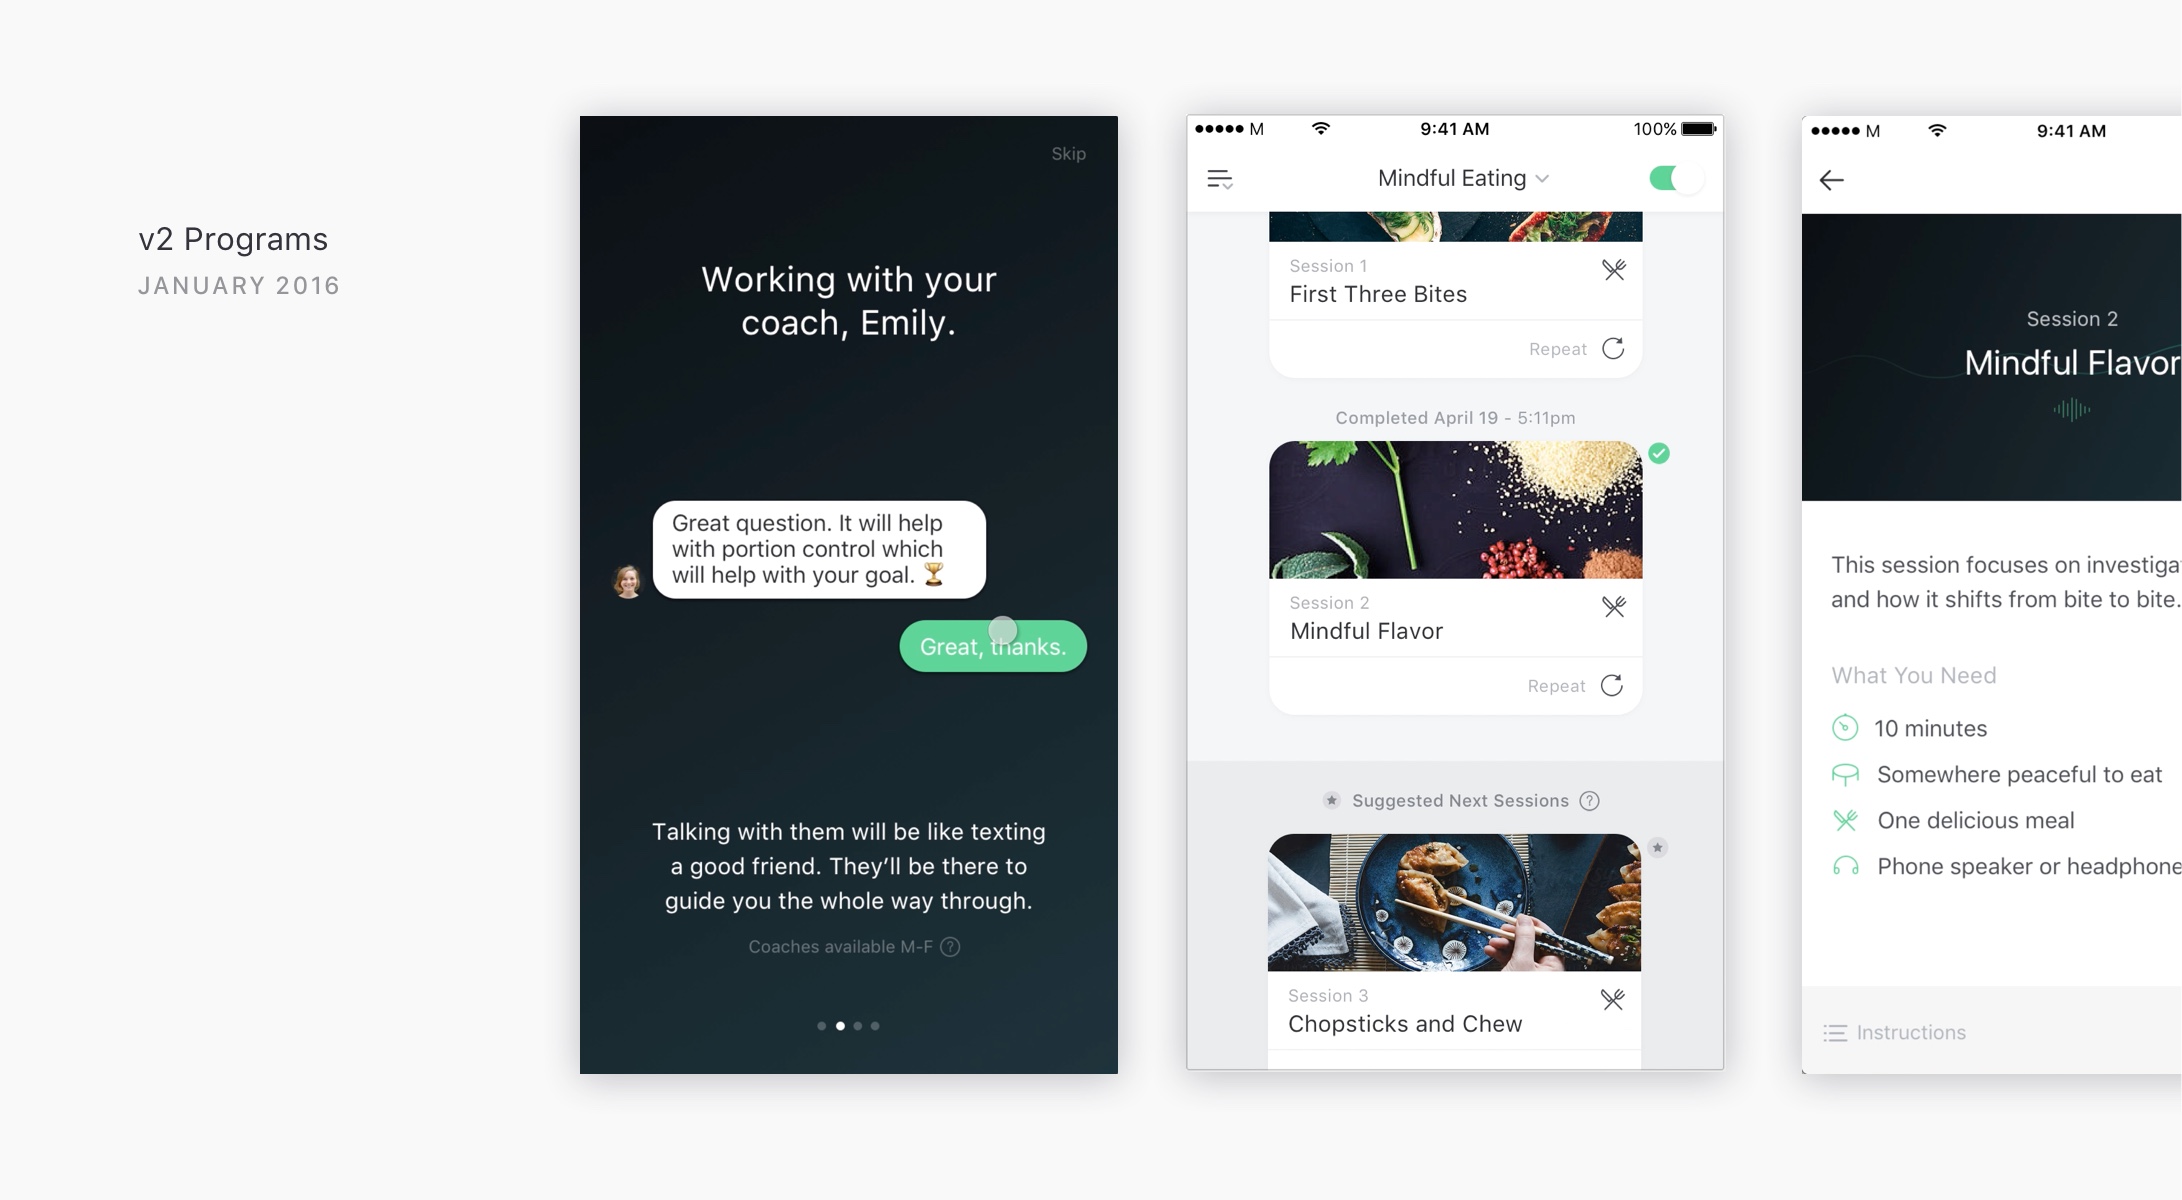 v2 Programs
JANUARY 2016
Skip
Working with your
coach, Emily.
Great question. It will help
with portion control which
will help with your goal. 🏆
Great, thanks.
Talking with them will be like texting
a good friend. They’ll be there to
guide you the whole way through.
Coaches available M-F ?
●●●●● M 9:41 AM 100%
Mindful Eating
Session 1
First Three Bites
Repeat
Completed April 19 - 5:11pm
Session 2
Mindful Flavor
Repeat
Suggested Next Sessions ?
Session 3
Chopsticks and Chew
●●●●● M 9:41 AM
Session 2
Mindful Flavor
This session focuses on
and how it shifts from bite to bite.
What You Need
10 minutes
Somewhere peaceful to eat
One delicious meal
Phone speaker or
Instructions